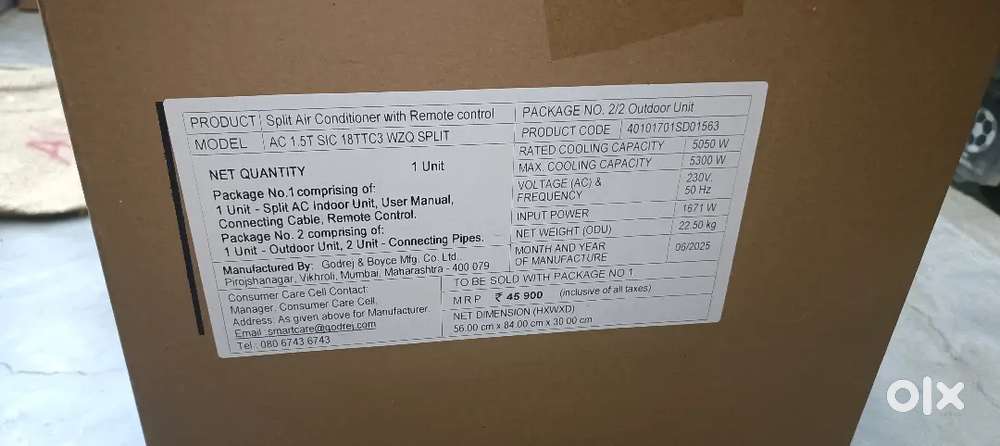 PRODUCT Split Air Conditioner with Remote control
MODEL AC 1.5T SIC 18TTC3 WZQ SPLIT
NET QUANTITY 1 Unit
Package No.1 comprising of:
1 Unit - Split AC Indoor Unit, User Manual,
Connecting Cable, Remote Control.
Package No. 2 comprising of:
1 Unit - Outdoor Unit, 2 Unit - Connecting Pipes.
Manufactured By: Godrej & Boyce Mfg. Co. Ltd.
Pirojshanagar, Vikhroli, Mumbai, Maharashtra - 400 079
Consumer Care Cell Contact:
Manager, Consumer Care Cell,
Address: As given above for Manufacturer.
Email :smartcare@godrej.com
Tel.: 080 6743 6743
PACKAGE NO. 2/2 Outdoor Unit
PRODUCT CODE 40101701SD01563
RATED COOLING CAPACITY 5050 W
MAX. COOLING CAPACITY 5300 W
VOLTAGE (AC) & 230V.
FREQUENCY 50 Hz
INPUT POWER 1671 W
NET WEIGHT (ODU) 22.50 kg
MONTH AND YEAR 06/2025
OF MANUFACTURE
TO BE SOLD WITH PACKAGE NO 1
M R P ₹ 45 900 (inclusive of all taxes)
NET DIMENSION (HXWXD)
56.00 cm x 84.00 cm x 30.00 cm
olx